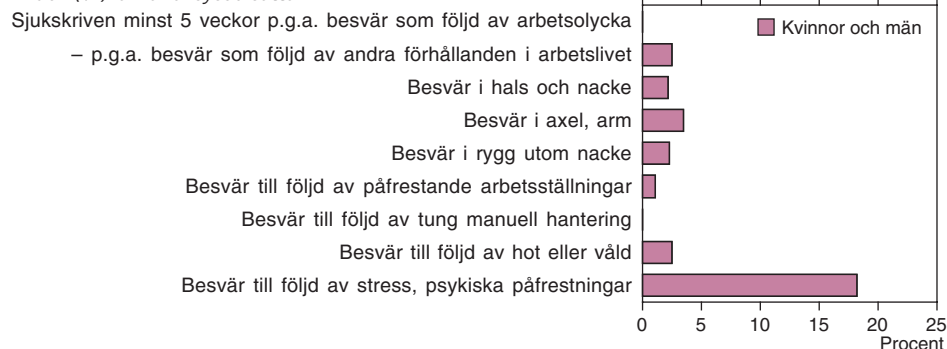 Sjukskriven minst 5 veckor p.g.a. besvär som följd av arbetsolycka
Kvinnor och män
– p.g.a. besvär som följd av andra förhållanden i arbetslivet
Besvär i hals och nacke
Besvär i axel, arm
Besvär i rygg utom nacke
Besvär till följd av påfrestande arbetsställningar
Besvär till följd av tung manuell hantering
Besvär till följd av hot eller våld
Besvär till följd av stress, psykiska påfrestningar
0 5 10 15 20 25
Procent